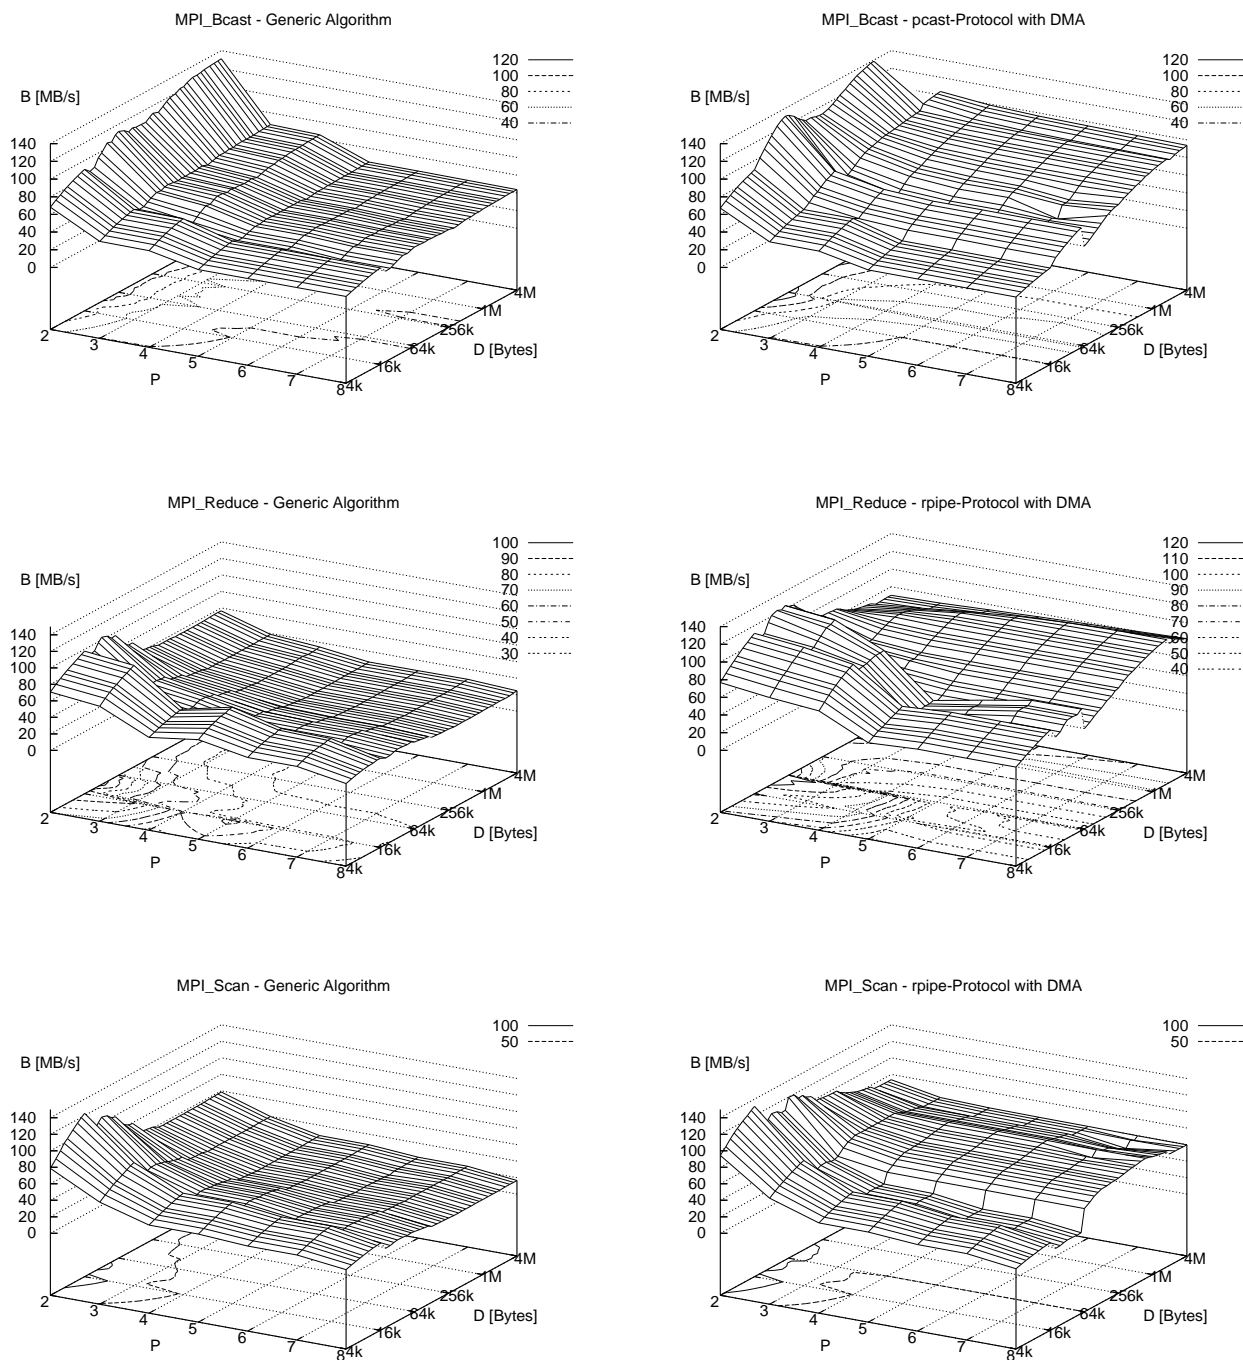 MPI_Bcast - Generic Algorithm
120
100
80
60
40
B [MB/s]
140
120
100
80
60
40
20
0
2
3
4
5
6
7
8
P
4k
16k
64k
256k
1M
4M
D [Bytes]
MPI_Bcast - pcast-Protocol with DMA
120
100
80
60
40
B [MB/s]
140
120
100
80
60
40
20
0
2
3
4
5
6
7
8
P
4k
16k
64k
256k
1M
4M
D [Bytes]
MPI_Reduce - Generic Algorithm
100
90
80
70
60
50
40
30
B [MB/s]
140
120
100
80
60
40
20
0
2
3
4
5
6
7
8
P
4k
16k
64k
256k
1M
4M
D [Bytes]
MPI_Reduce - rpipe-Protocol with DMA
120
110
100
90
80
70
60
50
40
B [MB/s]
140
120
100
80
60
40
20
0
2
3
4
5
6
7
8
P
4k
16k
64k
256k
1M
4M
D [Bytes]
MPI_Scan - Generic Algorithm
100
50
B [MB/s]
140
120
100
80
60
40
20
0
2
3
4
5
6
7
8
P
4k
16k
64k
256k
1M
4M
D [Bytes]
MPI_Scan - rpipe-Protocol with DMA
100
50
B [MB/s]
140
120
100
80
60
40
20
0
2
3
4
5
6
7
8
P
4k
16k
64k
256k
1M
4M
D [Bytes]